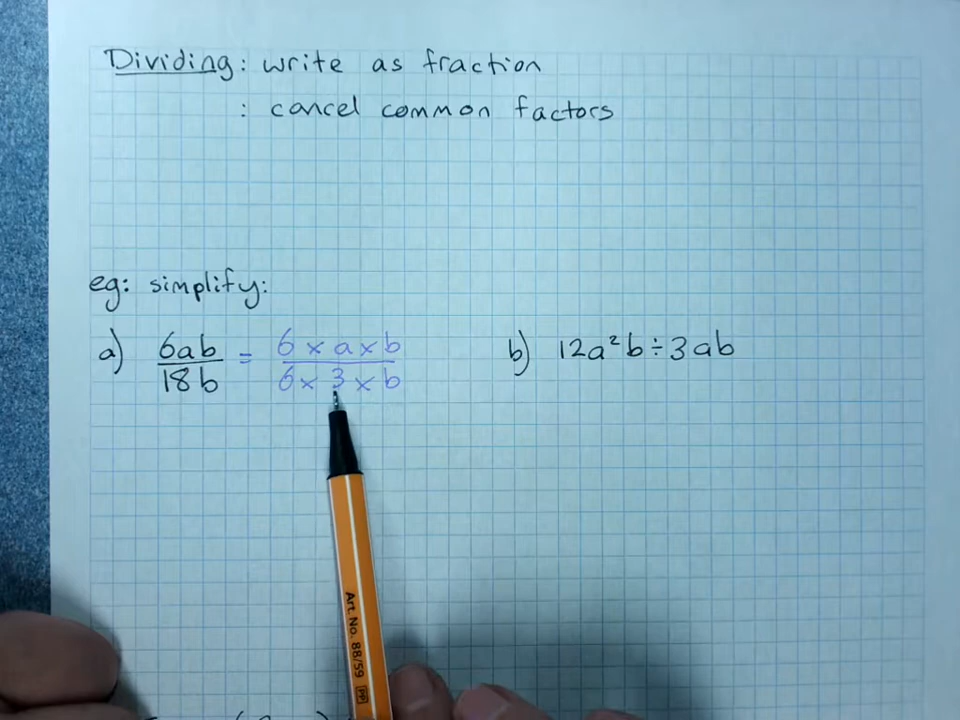 Dividing: write as fraction
: cancel common factors
eg: simplify:
a) 6ab/18b = 6 × a × b/6 × 3 × b
b) 12a²b ÷ 3ab
Art. No. 88/59 PP